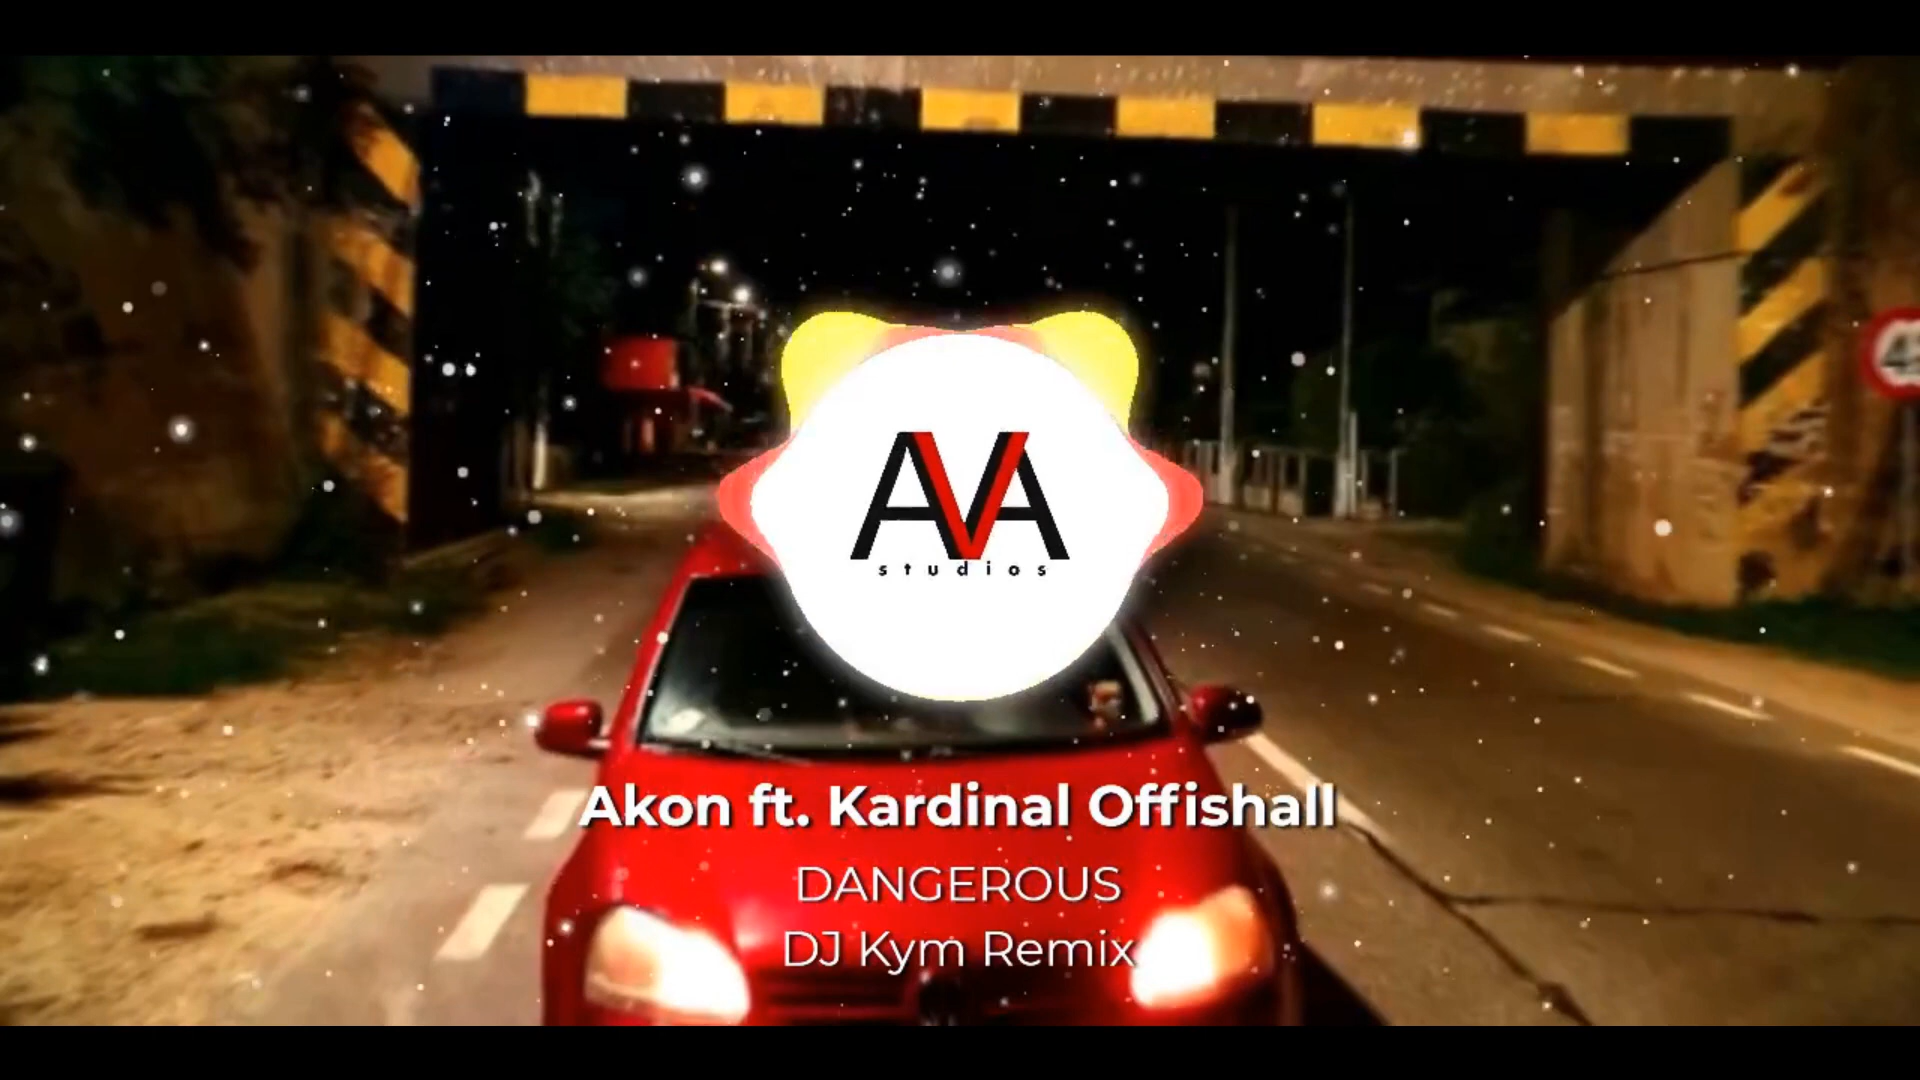 AVA
studios
Akon ft. Kardinal Offishall
DANGEROUS
DJ Kym Remix